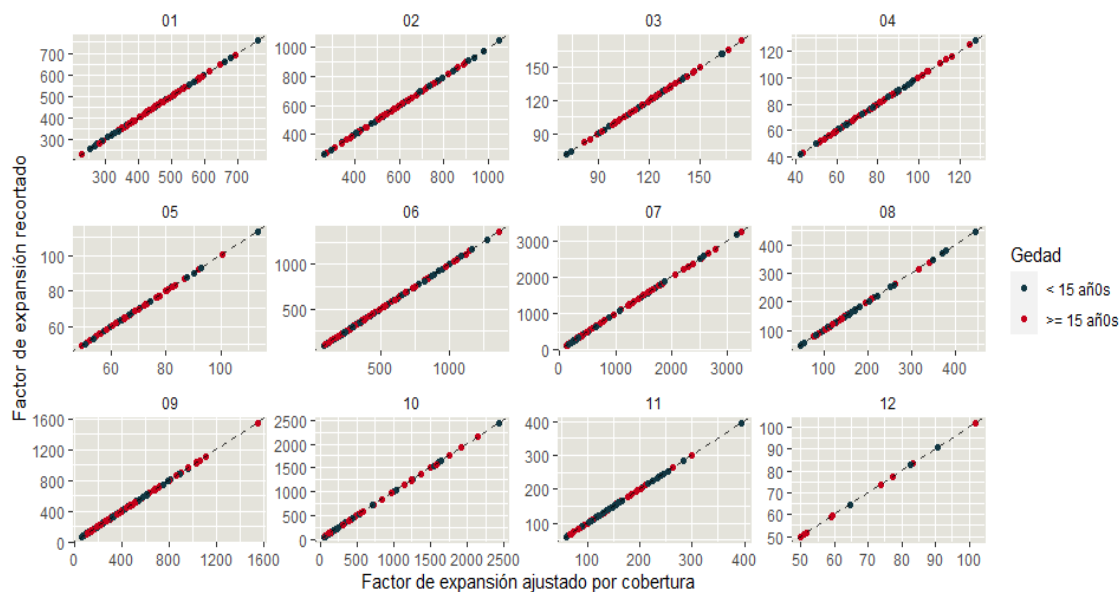 01 02 03 04
700
600
500
400
300
300 400 500 600 700
1000
800
600
400
400 600 800 1000
150
120
90
90 120 150
120
100
80
60
40
40 60 80 100 120
05 06 07 08
100
80
60
60 80 100
1000
500
500 1000
3000
2000
1000
0
0 1000 2000 3000
400
300
200
100
0 100 200 300 400
09 10 11 12
1600
1200
800
400
0
0 400 800 1200 1600
2500
2000
1500
1000
500
0
0 500 1000 1500 2000 2500
400
300
200
100
100 200 300 400
100
90
80
70
60
50
50 60 70 80 90 100
Factor de expansión recortado
Factor de expansión ajustado por cobertura
Gedad
< 15 añ0s
>= 15 añ0s